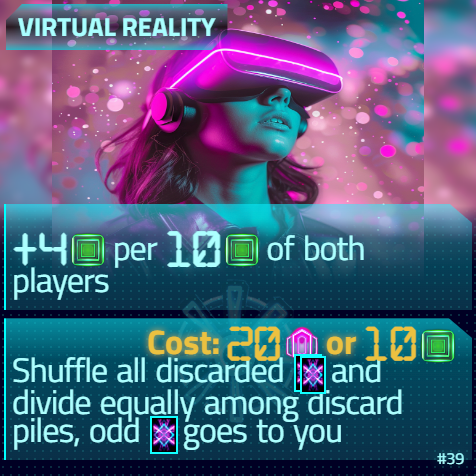 VIRTUAL REALITY
+4 per 10 of both
players
Cost: 20 or 10
Shuffle all discarded and
divide equally among discard
piles, odd goes to you
#39